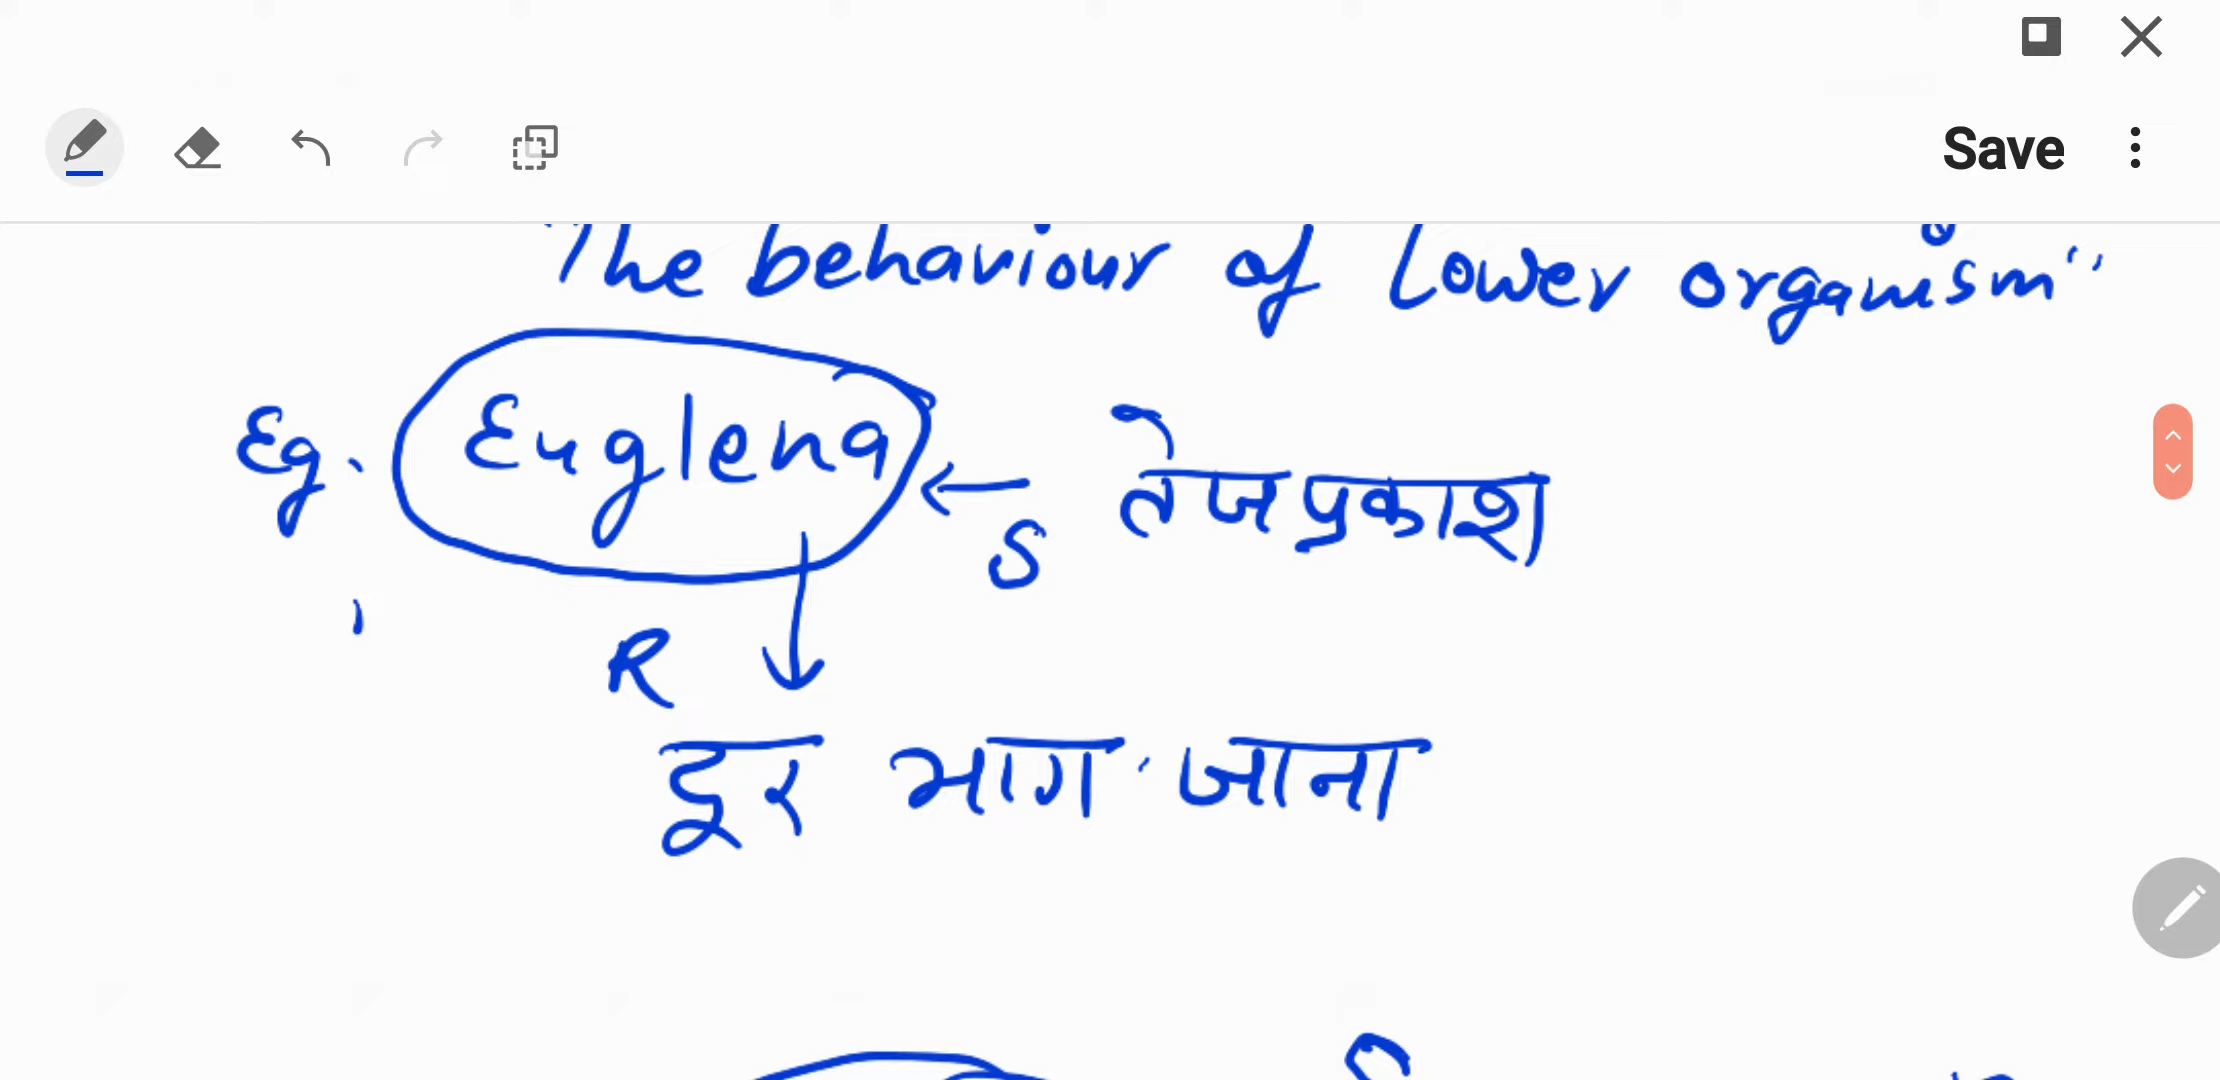 Save
The behaviour of Lower organism"
Eg. Euglena ← S तेज प्रकाश
R
दूर भाग जाना